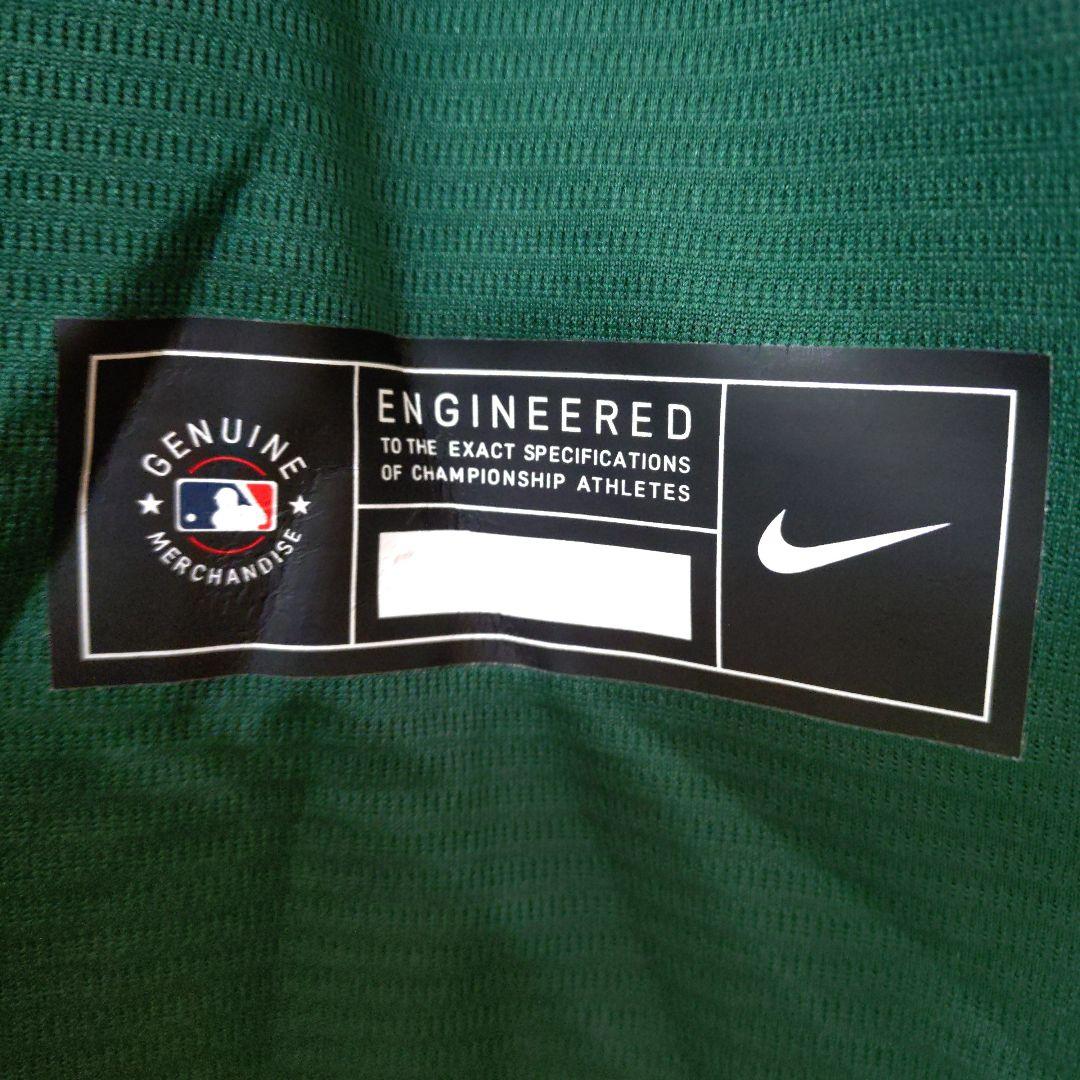 GENUINE
MERCHANDISE
ENGINEERED
TO THE EXACT SPECIFICATIONS
OF CHAMPIONSHIP ATHLETES